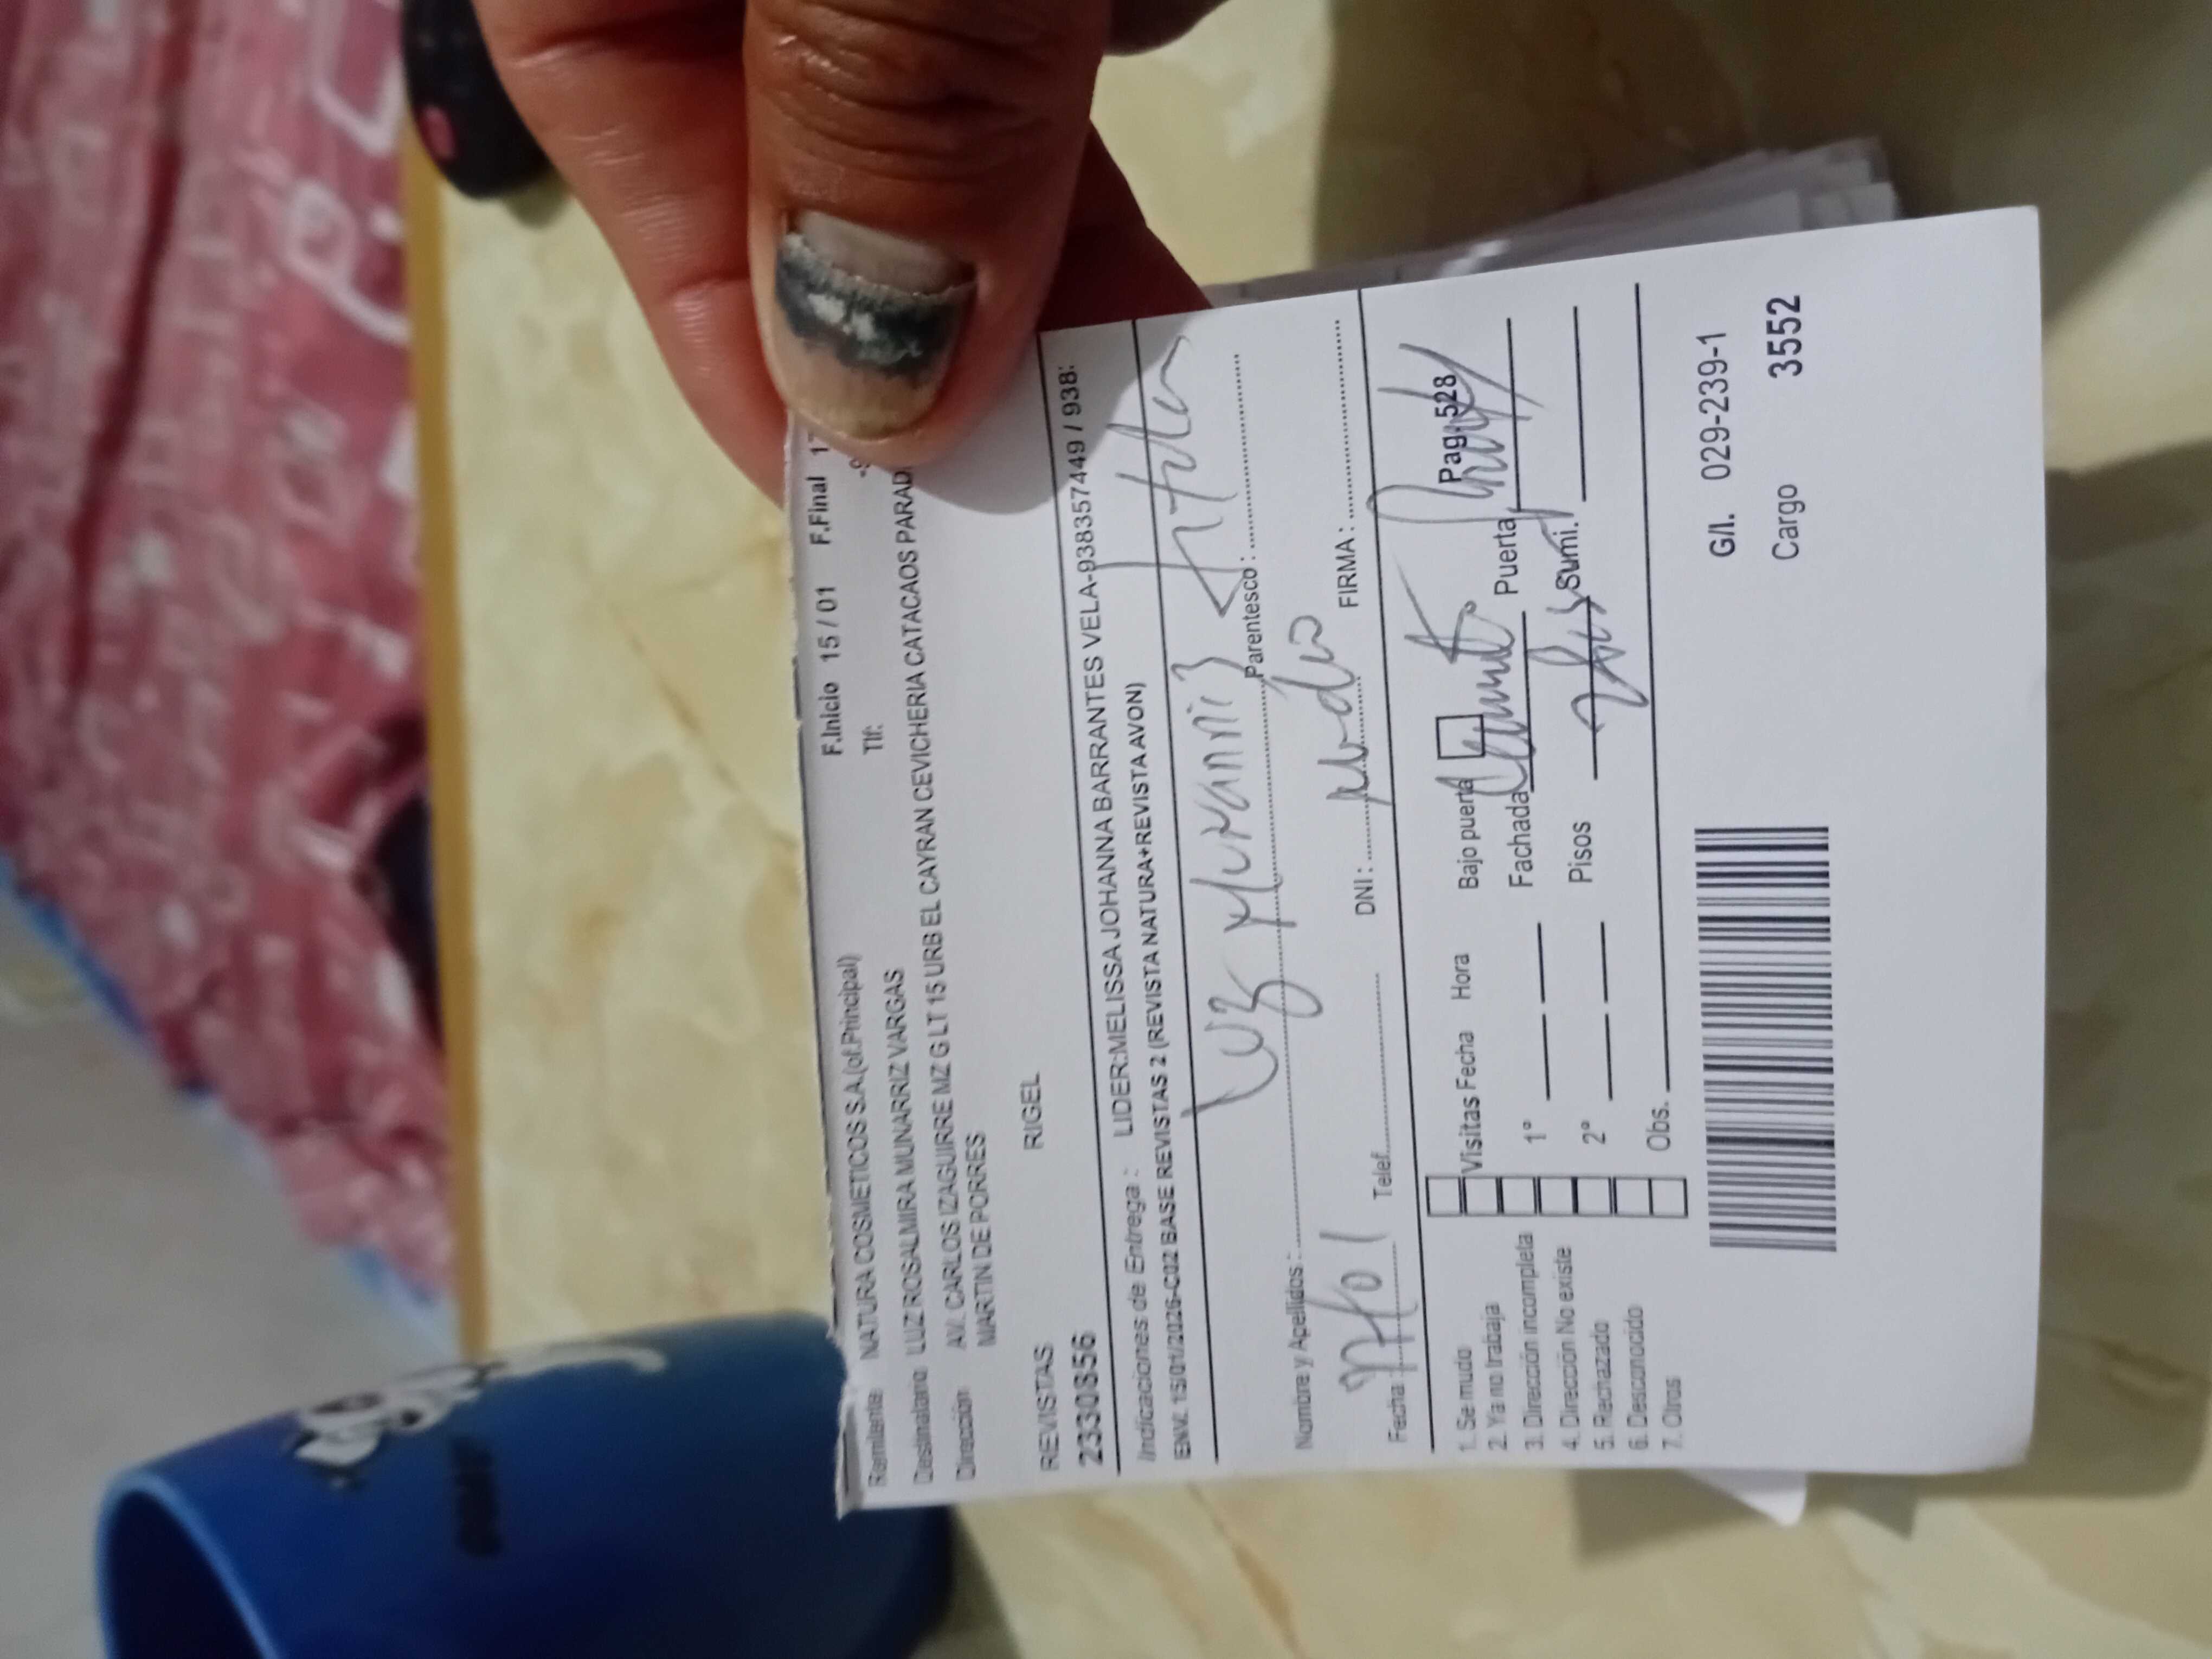 F.Inicio 15 / 01 F.Final 1
Remitente NATURA COSMETICOS S.A.(of.Principal) Tlf:
Destinatario LUZ ROSALMIRA MUNARRIZ VARGAS
Dirección AV. CARLOS IZAGUIRRE MZ G LT 15 URB EL CAYRAN CEVICHERIA CATACAOS PARAD
MARTIN DE PORRES
REVISTAS RIGEL
2330856
Indicaciones de Entrega : LIDER:MELISSA JOHANNA BARRANTES VELA-938357449 / 938
ENV. 15/01/2026-C02 BASE REVISTAS 2 (REVISTA NATURA+REVISTA AVON)
Luz Munarriz
Nombre y Apellidos : Parentesco :
Fecha : Telef. DNI : FIRMA :
Pag 528
1. Se mudo
2. Ya no trabaja
3. Dirección incompleta
4. Dirección No existe
5. Rechazado
6. Desconocido
7. Otros
Visitas Fecha Hora Bajo puerta
1° Fachada Puerta
2° Pisos Sumi.
Obs.
G/I. 029-239-1
Cargo 3552